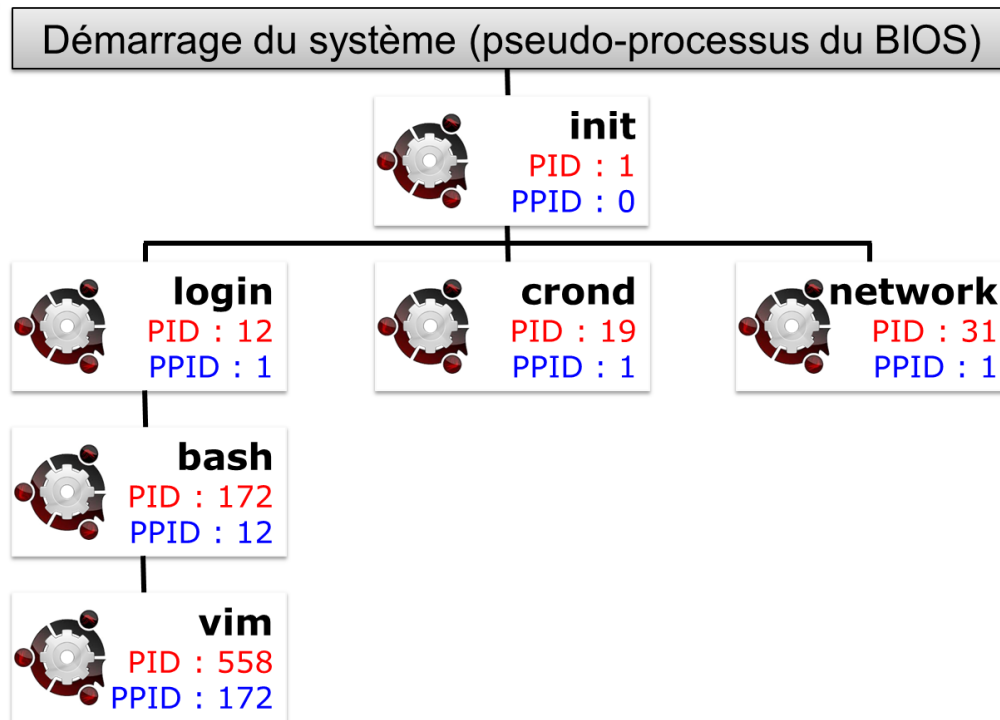 Démarrage du système (pseudo-processus du BIOS)
init
PID : 1
PPID : 0
login
PID : 12
PPID : 1
crond
PID : 19
PPID : 1
network
PID : 31
PPID : 1
bash
PID : 172
PPID : 12
vim
PID : 558
PPID : 172